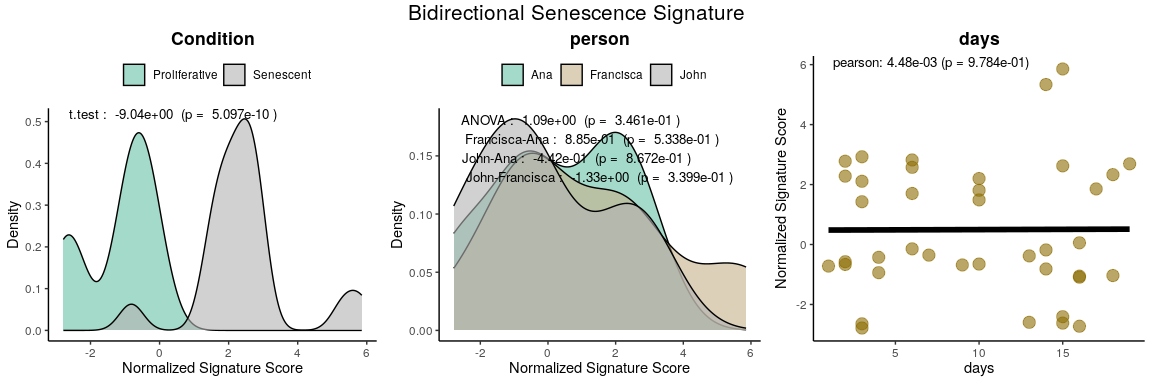 Bidirectional Senescence Signature
Condition
Proliferative Senescent
t.test : -9.04e+00 (p = 5.097e-10 )
0.5
0.4
0.3
0.2
0.1
0.0
Density
-2 0 2 4 6
Normalized Signature Score
person
Ana Francisca John
ANOVA : 1.09e+00 (p = 3.461e-01 )
Francisca-Ana : 8.85e-01 (p = 5.338e-01 )
John-Ana : -4.42e-01 (p = 8.672e-01 )
John-Francisca : -1.33e+00 (p = 3.399e-01 )
0.15
0.10
0.05
0.00
Density
-2 0 2 4 6
Normalized Signature Score
days
pearson: 4.48e-03 (p = 9.784e-01)
6
4
2
0
-2
Normalized Signature Score
5 10 15
days